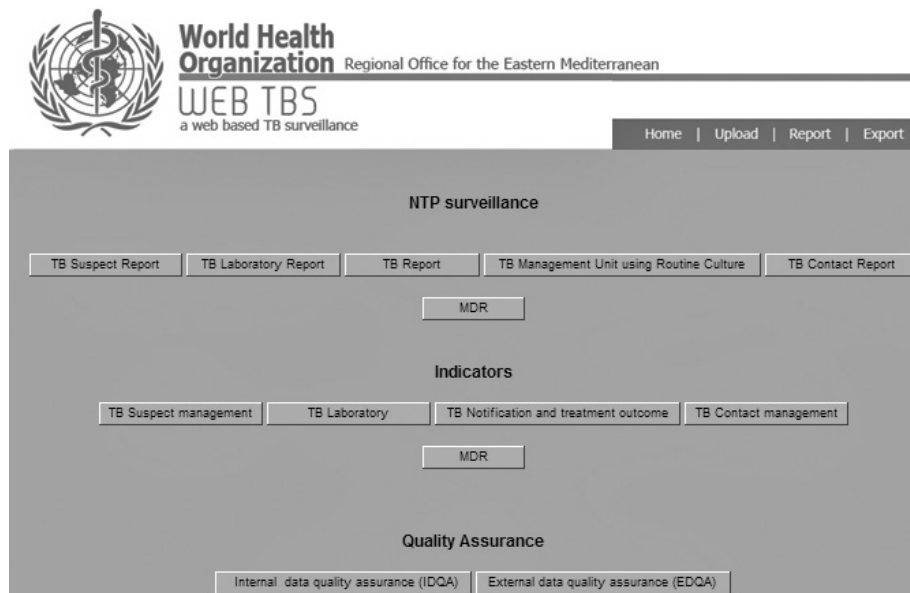 World Health
Organization Regional Office for the Eastern Mediterranean
WEB TBS
a web based TB surveillance
Home | Upload | Report | Export
NTP surveillance
TB Suspect Report TB Laboratory Report TB Report TB Management Unit using Routine Culture TB Contact Report
MDR
Indicators
TB Suspect management TB Laboratory TB Notification and treatment outcome TB Contact management
MDR
Quality Assurance
Internal data quality assurance (IDQA) External data quality assurance (EDQA)